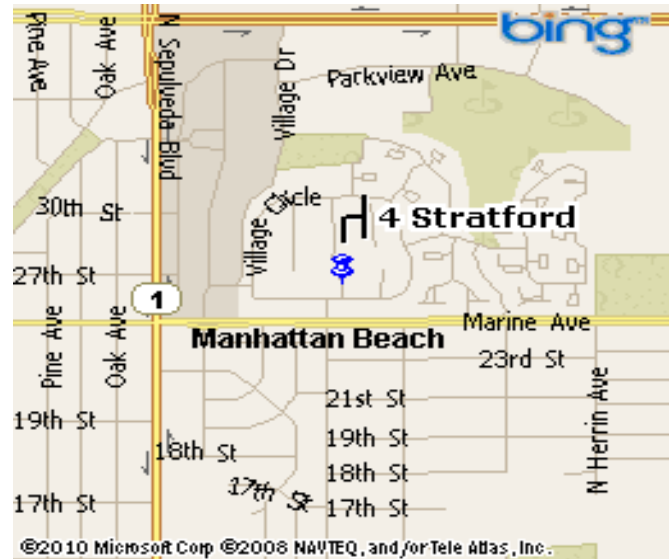 bing™
Pine Ave
Oak Ave
N Sepulveda Blvd
Village Dr
Parkview Ave
30th St
Village Cicle
4 Stratford
27th St
1
Manhattan Beach
Marine Ave
Pine Ave
Oak Ave
23rd St
21st St
N Herrin Ave
19th St
19th St
18th St
18th St
17th St
17th St
17th St
©2010 Microsoft Corp ©2008 NAVTEQ, and/or Tele Atlas, Inc.